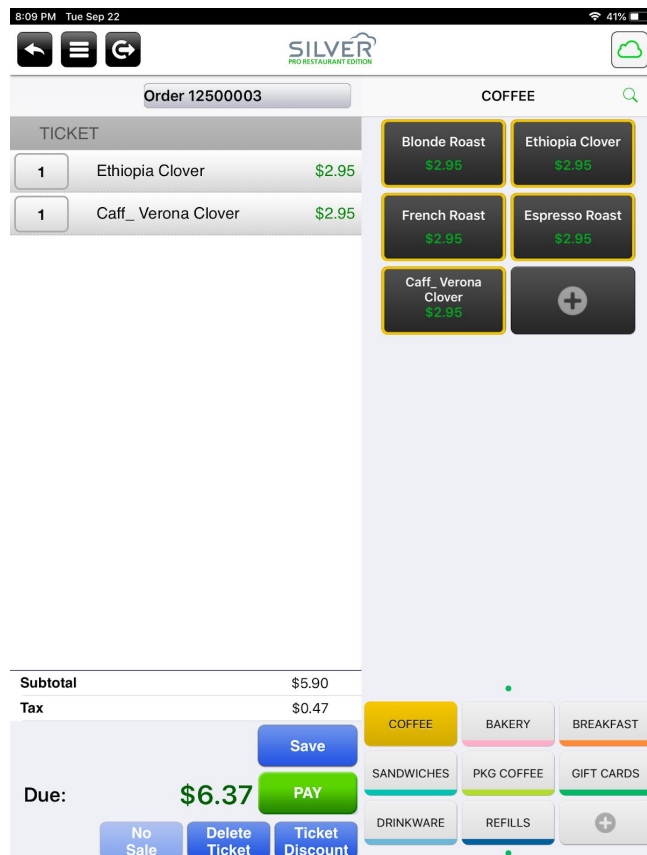 8:09 PM Tue Sep 22 41%
SILVER
PRO RESTAURANT EDITION
Order 12500003
COFFEE
TICKET
1 Ethiopia Clover $2.95
1 Caff_ Verona Clover $2.95
Blonde Roast
$2.95
Ethiopia Clover
$2.95
French Roast
$2.95
Espresso Roast
$2.95
Caff_ Verona
Clover
$2.95
Subtotal $5.90
Tax $0.47
Save
Due: $6.37
PAY
No
Sale
Delete
Ticket
Ticket
Discount
COFFEE
BAKERY
BREAKFAST
SANDWICHES
PKG COFFEE
GIFT CARDS
DRINKWARE
REFILLS